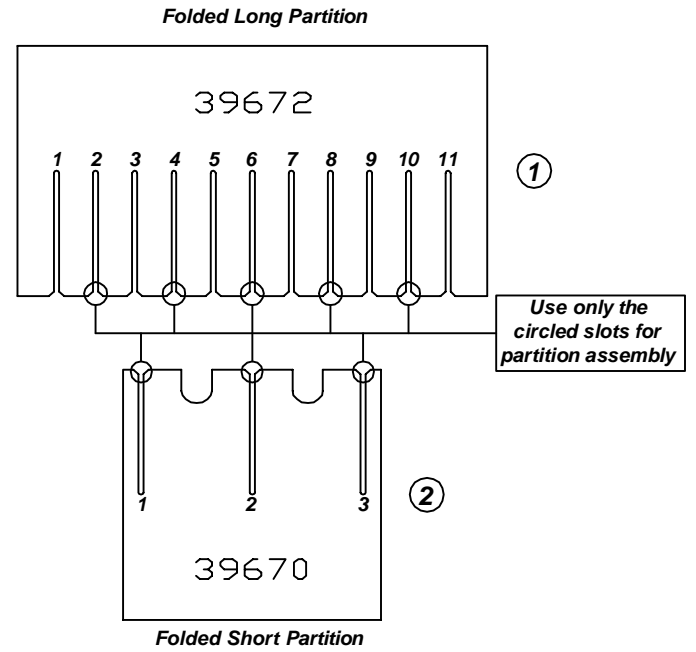 Folded Long Partition
39672
1 2 3 4 5 6 7 8 9 10 11
1
Use only the
circled slots for
partition assembly
1 2 3
2
39670
Folded Short Partition